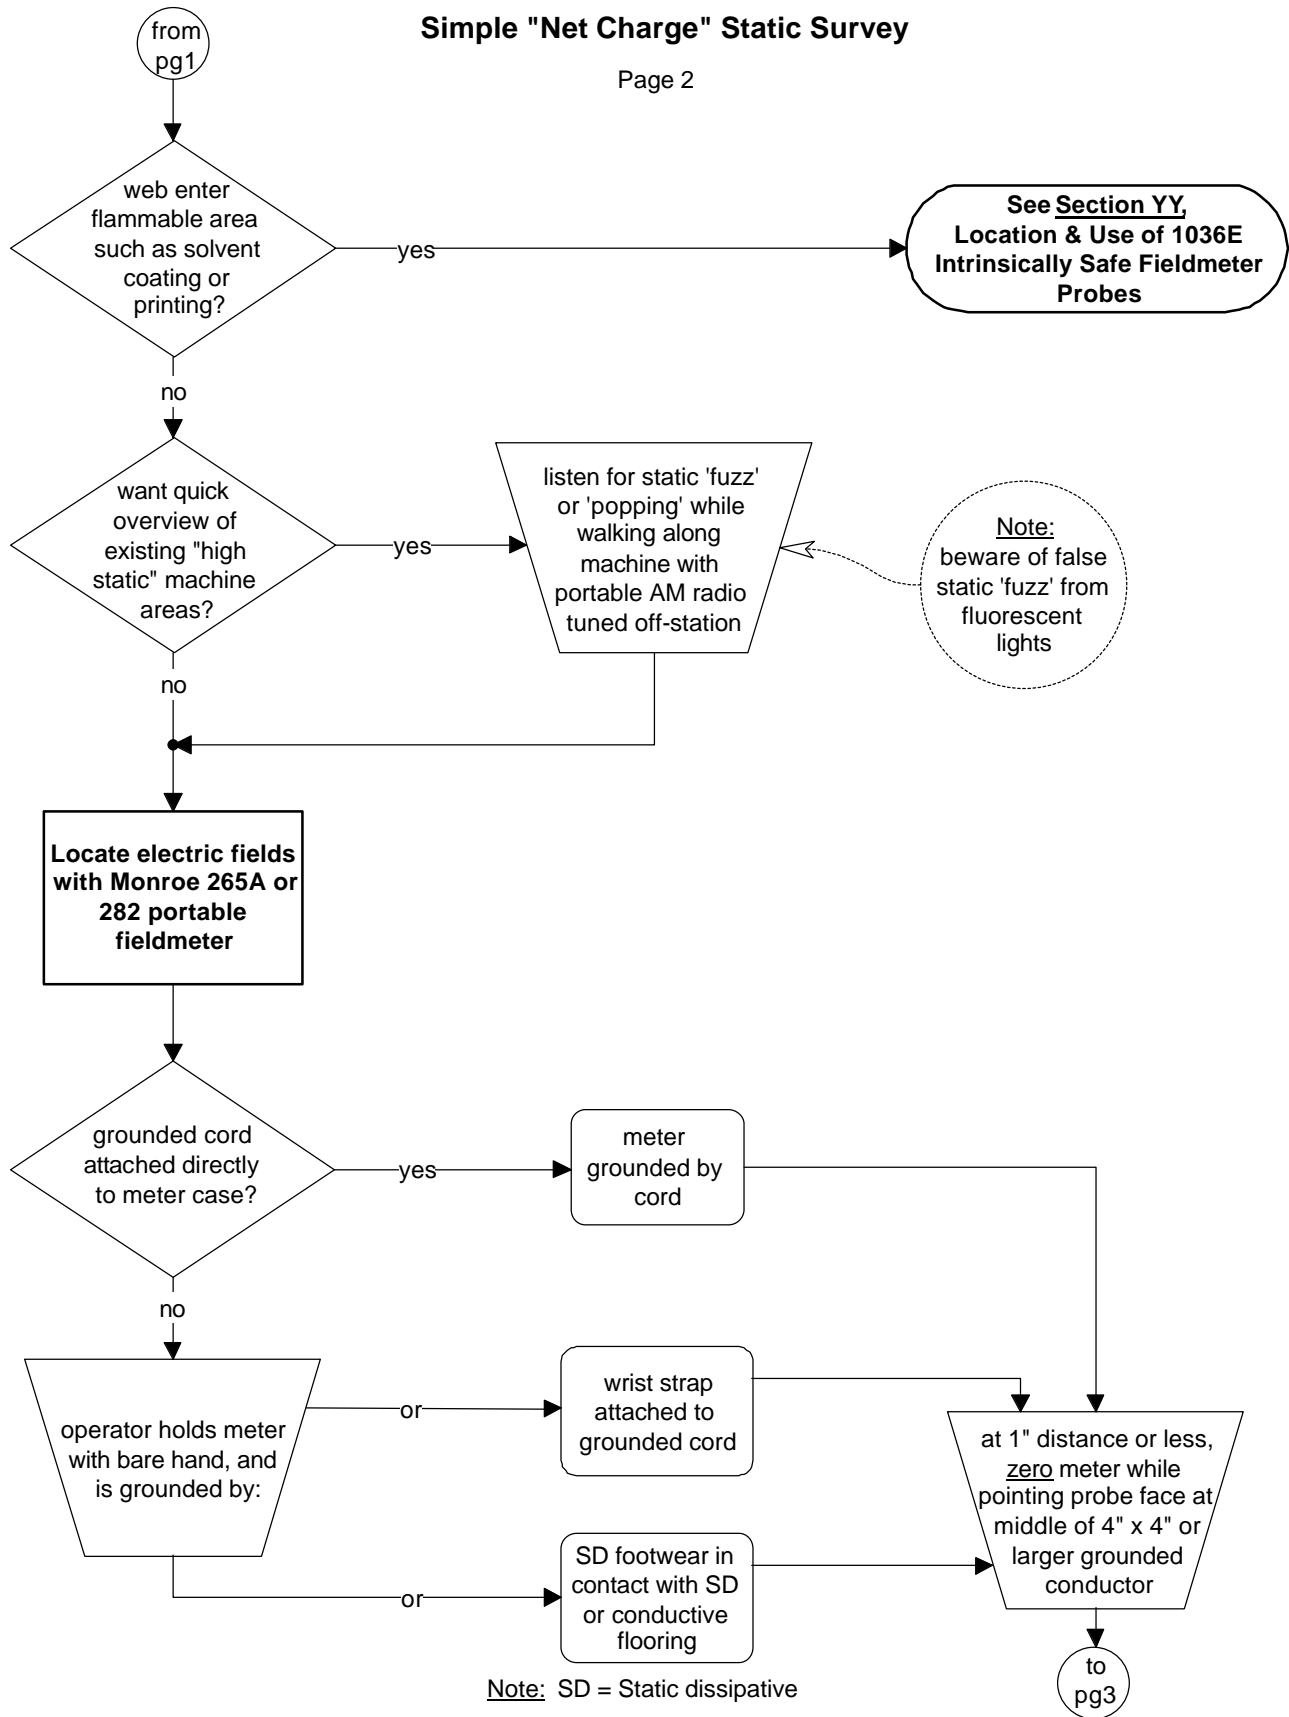 from
pg1
Simple "Net Charge" Static Survey
Page 2
web enter
flammable area
such as solvent
coating or
printing?
yes
See Section YY,
Location & Use of 1036E
Intrinsically Safe Fieldmeter
Probes
no
want quick
overview of
existing "high
static" machine
areas?
yes
listen for static 'fuzz'
or 'popping' while
walking along
machine with
portable AM radio
tuned off-station
Note:
beware of false
static 'fuzz' from
fluorescent
lights
no
Locate electric fields
with Monroe 265A or
282 portable
fieldmeter
grounded cord
attached directly
to meter case?
yes
meter
grounded by
cord
no
operator holds meter
with bare hand, and
is grounded by:
or
wrist strap
attached to
grounded cord
or
SD footwear in
contact with SD
or conductive
flooring
at 1" distance or less,
zero meter while
pointing probe face at
middle of 4" x 4" or
larger grounded
conductor
to
pg3
Note: SD = Static dissipative